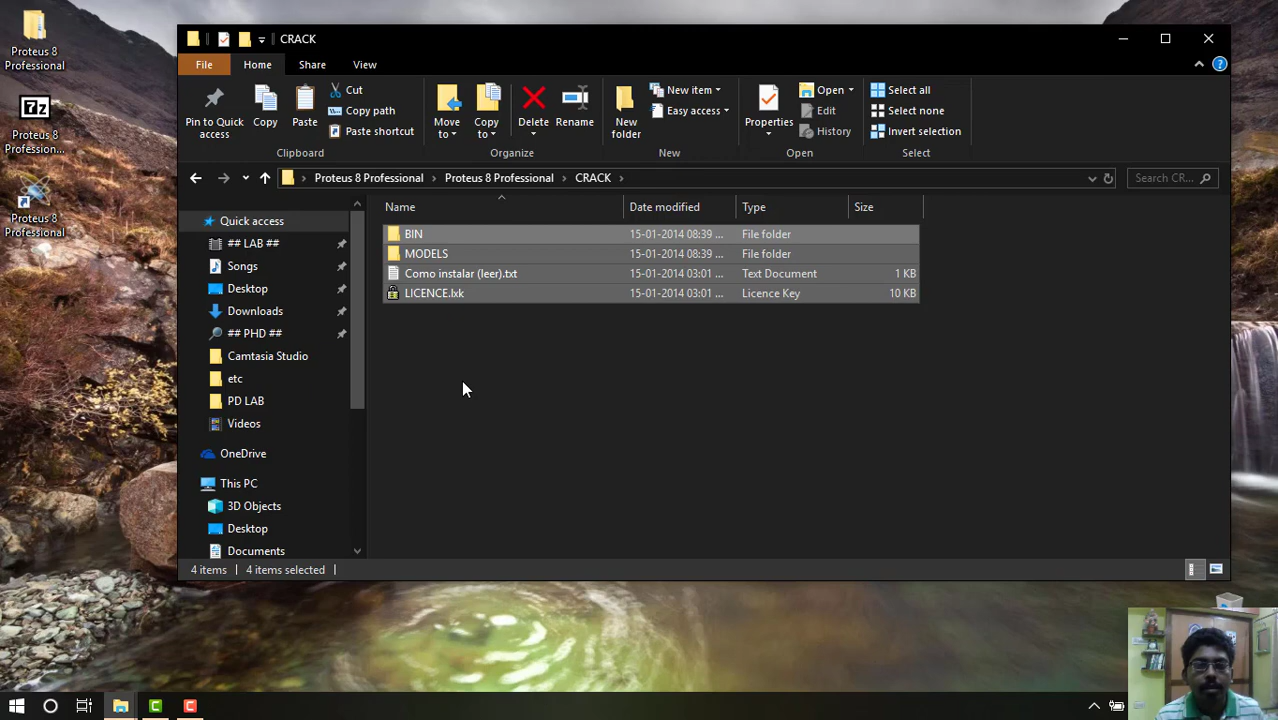 Proteus 8
Professional
Proteus 8
Profession...
Proteus 8
Professional
7z
CRACK
File Home Share View
Pin to Quick
access
Copy
Paste
Cut
Copy path
Paste shortcut
Clipboard
Move
to
Copy
to
Delete
Rename
Organize
New
folder
New item
Easy access
New
Properties
Open
Edit
History
Open
Select all
Select none
Invert selection
Select
Proteus 8 Professional Proteus 8 Professional CRACK
Search CR...
Name Date modified Type Size
BIN 15-01-2014 08:39 ... File folder
MODELS 15-01-2014 08:39 ... File folder
Como instalar (leer).txt 15-01-2014 03:01 ... Text Document 1 KB
LICENCE.lxk 15-01-2014 03:01 ... Licence Key 10 KB
Quick access
## LAB ##
Songs
Desktop
Downloads
## PHD ##
Camtasia Studio
etc
PD LAB
Videos
OneDrive
This PC
3D Objects
Desktop
Documents
4 items 4 items selected